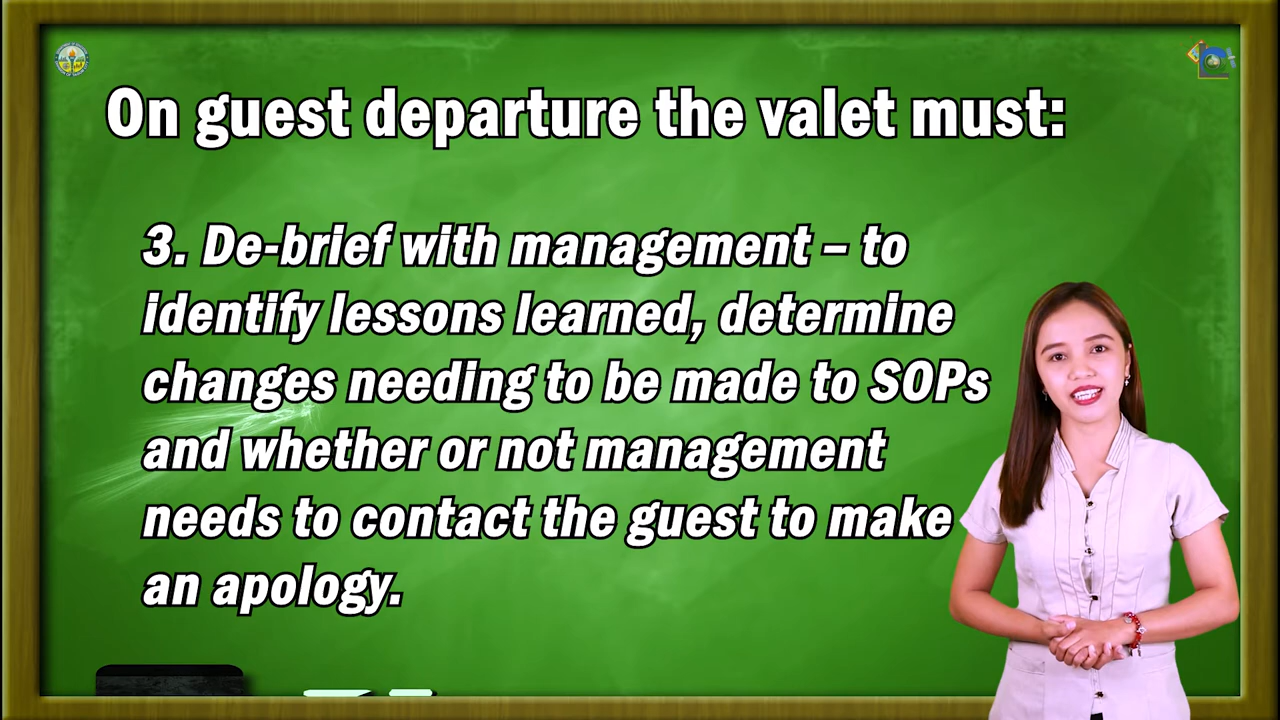 On guest departure the valet must:
3. De-brief with management – to
identify lessons learned, determine
changes needing to be made to SOPs
and whether or not management
needs to contact the guest to make
an apology.